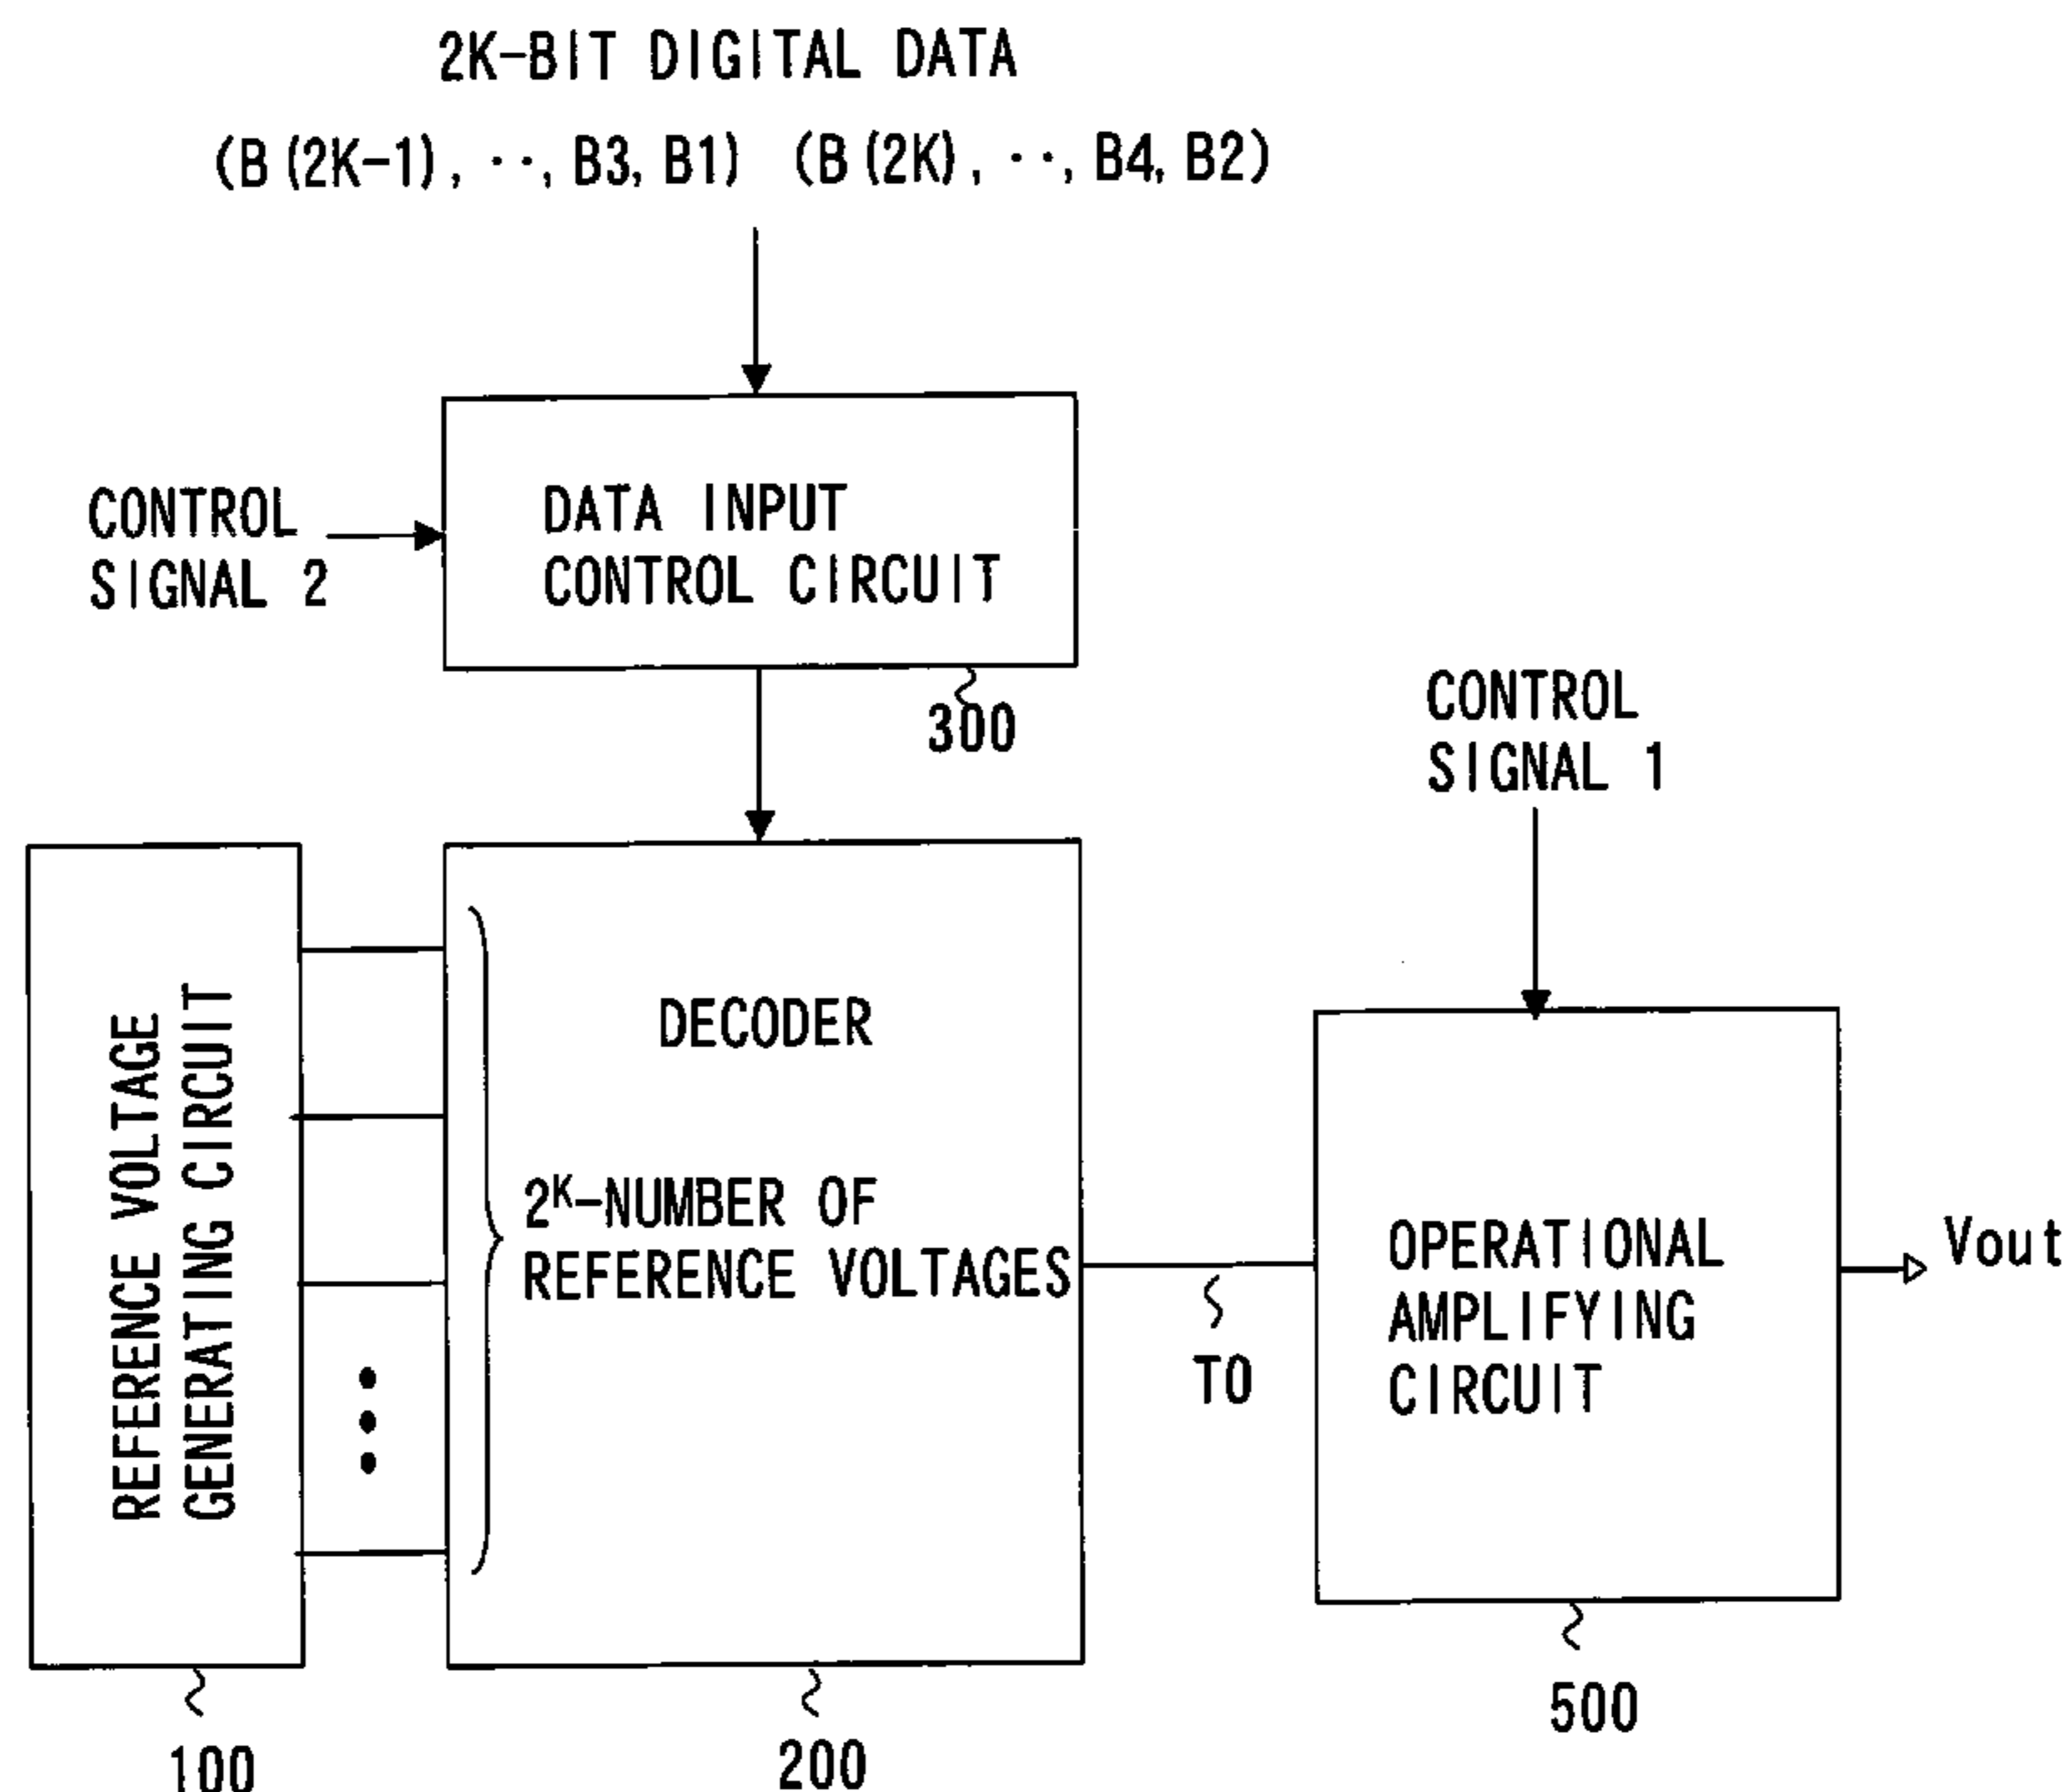 2K-BIT DIGITAL DATA
(B(2K-1), ··, B3, B1) (B(2K), ··, B4, B2)
CONTROL
SIGNAL 2
DATA INPUT
CONTROL CIRCUIT
300
CONTROL
SIGNAL 1
REFERENCE VOLTAGE
GENERATING CIRCUIT
DECODER
2ᴷ-NUMBER OF
REFERENCE VOLTAGES
T0
OPERATIONAL
AMPLIFYING
CIRCUIT
Vout
100
200
500